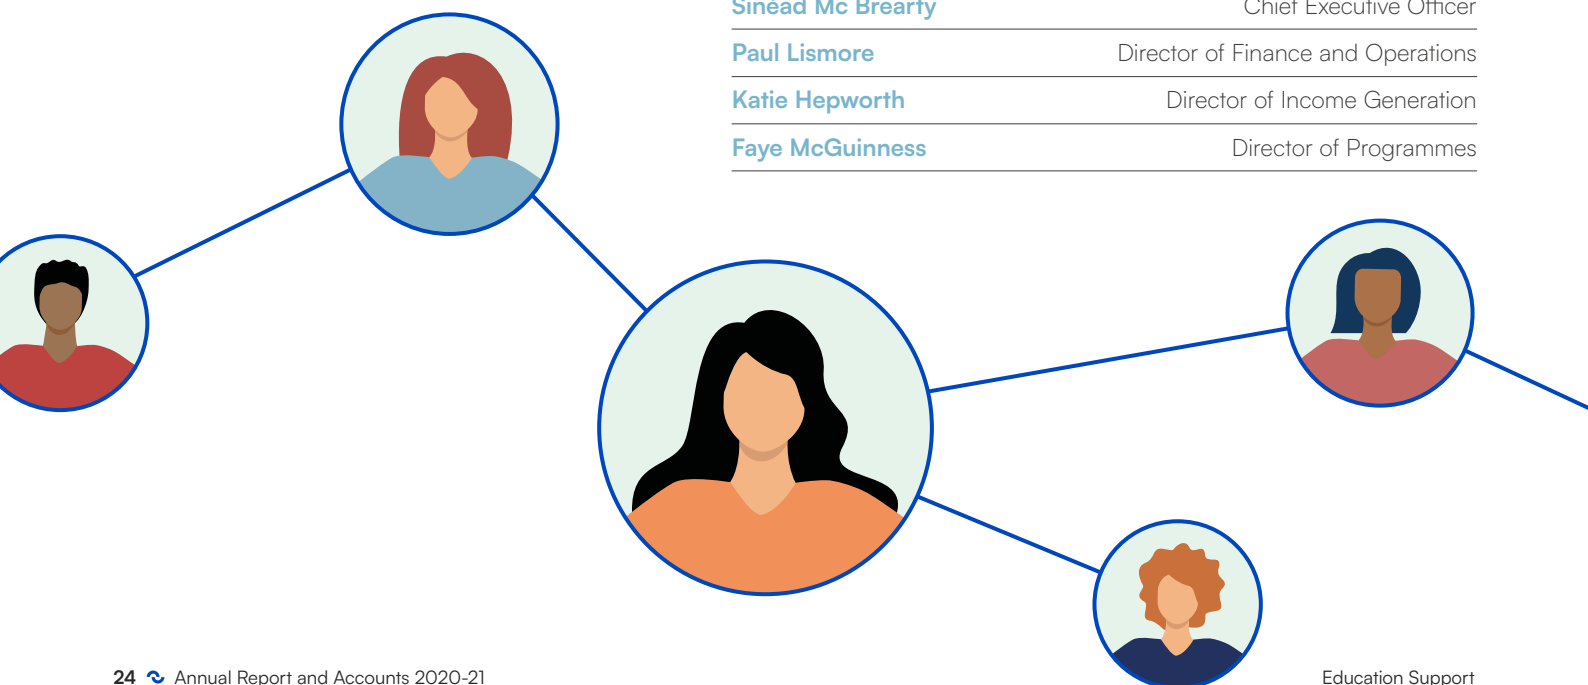 Sinéad Mc Brearty Chief Executive Officer
Paul Lismore Director of Finance and Operations
Katie Hepworth Director of Income Generation
Faye McGuinness Director of Programmes
24 Annual Report and Accounts 2020-21 Education Support